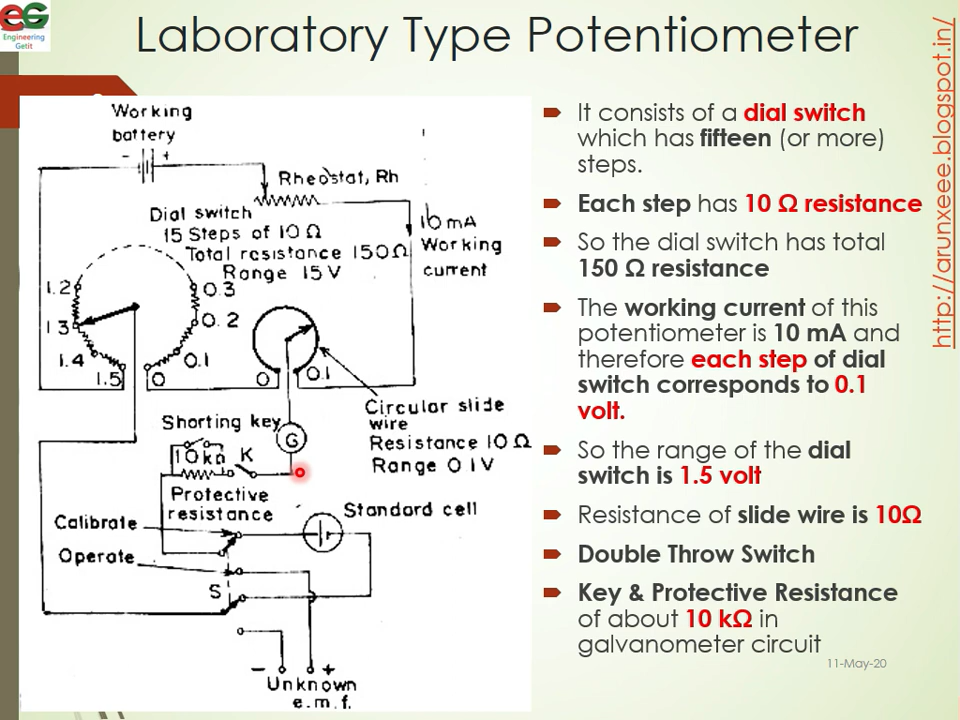 eG
Engineering
Getit
Laboratory Type Potentiometer
http://arunxeee.blogspot.in/
Working
battery
- +
Rheostat, Rh
Dial switch
15 Steps of 10 Ω
Total resistance 150Ω
Range 15 V
10 mA
Working
current
1.2
0.3
1 3
0.2
1.4
0.1
1.5
0
0
0.1
Circular slide
wire
Resistance 10 Ω
Range 0 1V
Shorting key
G
10 kΩ K
Protective
resistance
Standard cell
Calibrate
Operate
S
- +
Unknown
e.m.f.
It consists of a dial switch
which has fifteen (or more)
steps.
Each step has 10 Ω resistance
So the dial switch has total
150 Ω resistance
The working current of this
potentiometer is 10 mA and
therefore each step of dial
switch corresponds to 0.1
volt.
So the range of the dial
switch is 1.5 volt
Resistance of slide wire is 10Ω
Double Throw Switch
Key & Protective Resistance
of about 10 kΩ in
galvanometer circuit
11-May-20